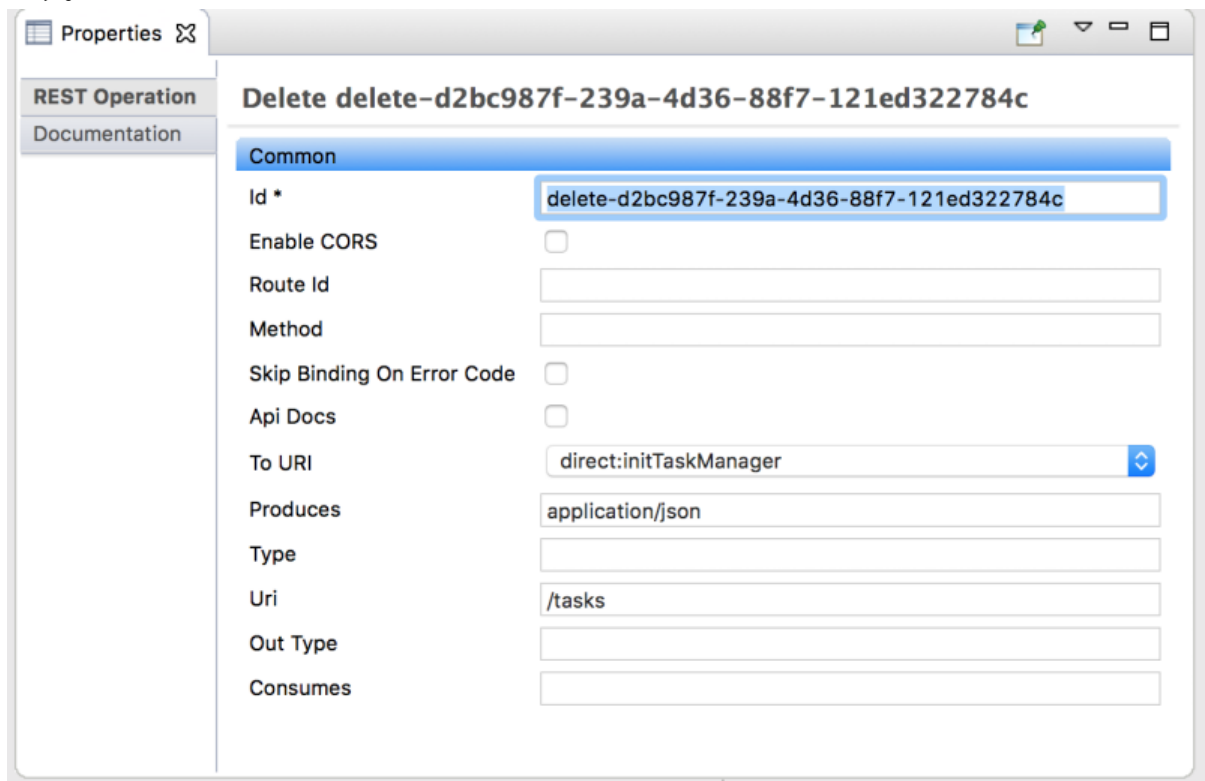 Properties
REST Operation
Documentation
Delete delete-d2bc987f-239a-4d36-88f7-121ed322784c
Common
Id * delete-d2bc987f-239a-4d36-88f7-121ed322784c
Enable CORS
Route Id
Method
Skip Binding On Error Code
Api Docs
To URI direct:initTaskManager
Produces application/json
Type
Uri /tasks
Out Type
Consumes